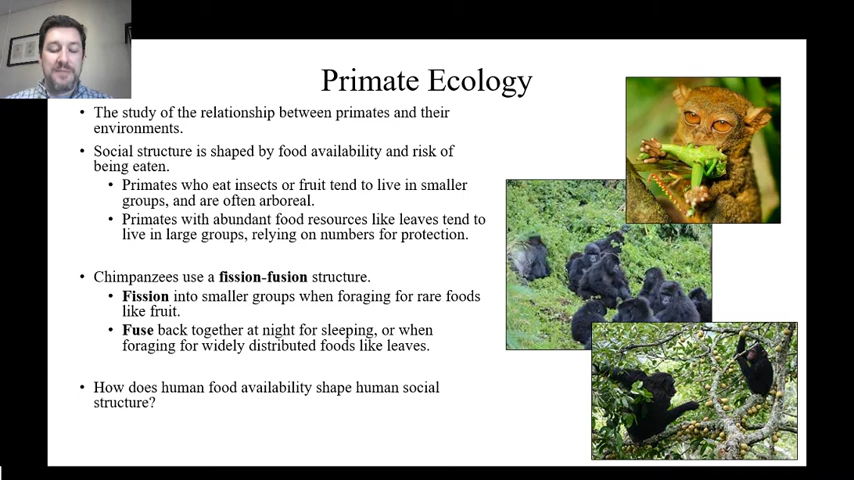 Primate Ecology
• The study of the relationship between primates and their
environments.
• Social structure is shaped by food availability and risk of
being eaten.
• Primates who eat insects or fruit tend to live in smaller
groups, and are often arboreal.
• Primates with abundant food resources like leaves tend to
live in large groups, relying on numbers for protection.
• Chimpanzees use a fission-fusion structure.
• Fission into smaller groups when foraging for rare foods
like fruit.
• Fuse back together at night for sleeping, or when
foraging for widely distributed foods like leaves.
• How does human food availability shape human social
structure?